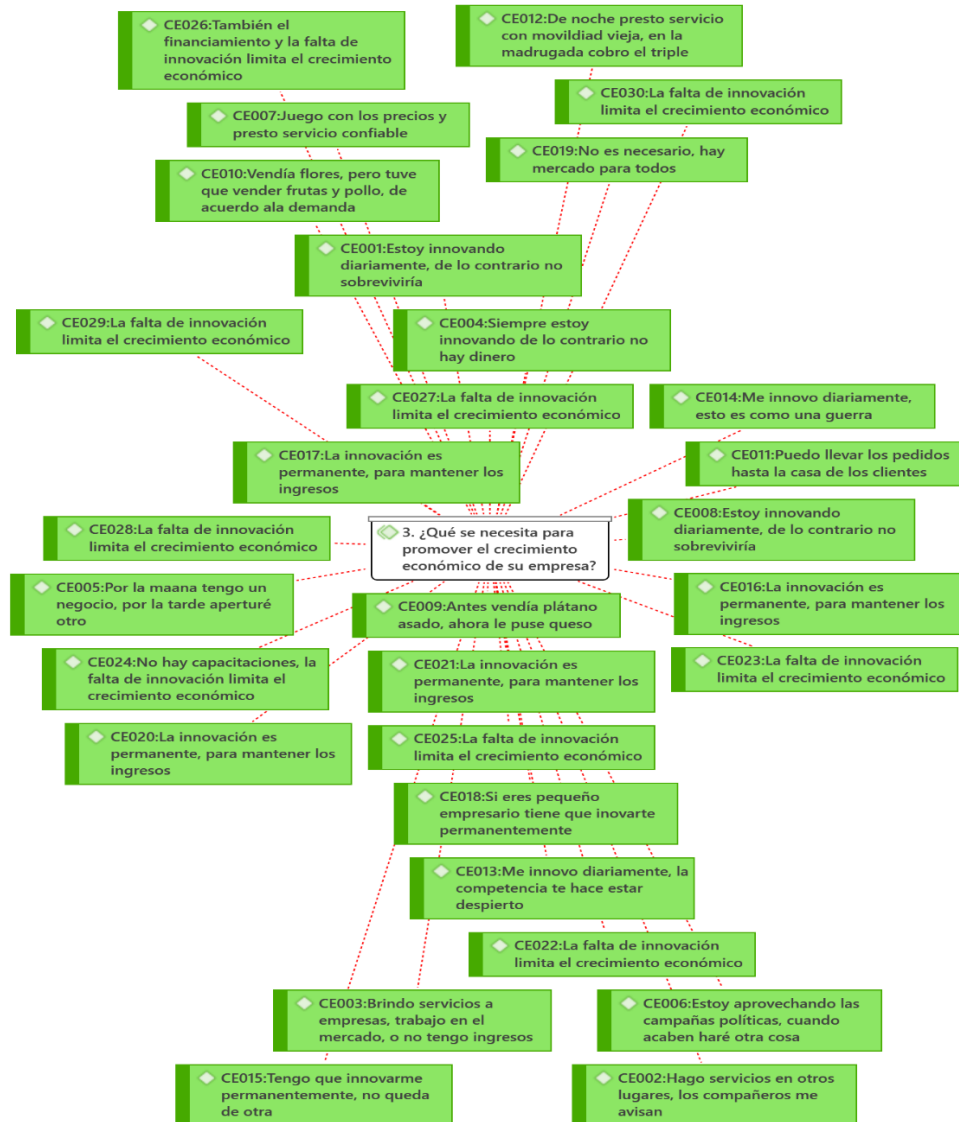 CE026:También el
financiamiento y la falta de
innovación limita el crecimiento
económico
CE012:De noche presto servicio
con movildiad vieja, en la
madrugada cobro el triple
CE030:La falta de innovación
limita el crecimiento económico
CE007:Juego con los precios y
presto servicio confiable
CE019:No es necesario, hay
mercado para todos
CE010:Vendía flores, pero tuve
que vender frutas y pollo, de
acuerdo ala demanda
CE001:Estoy innovando
diariamente, de lo contrario no
sobreviviría
CE029:La falta de innovación
limita el crecimiento económico
CE004:Siempre estoy
innovando de lo contrario no
hay dinero
CE027:La falta de innovación
limita el crecimiento económico
CE014:Me innovo diariamente,
esto es como una guerra
CE017:La innovación es
permanente, para mantener los
ingresos
CE011:Puedo llevar los pedidos
hasta la casa de los clientes
CE008:Estoy innovando
diariamente, de lo contrario no
sobreviviría
CE028:La falta de innovación
limita el crecimiento económico
3. ¿Qué se necesita para
promover el crecimiento
económico de su empresa?
CE005:Por la maana tengo un
negocio, por la tarde aperturé
otro
CE016:La innovación es
permanente, para mantener los
ingresos
CE009:Antes vendía plátano
asado, ahora le puse queso
CE024:No hay capacitaciones, la
falta de innovación limita el
crecimiento económico
CE021:La innovación es
permanente, para mantener los
ingresos
CE023:La falta de innovación
limita el crecimiento económico
CE020:La innovación es
permanente, para mantener los
ingresos
CE025:La falta de innovación
limita el crecimiento económico
CE018:Si eres pequeño
empresario tiene que inovarte
permanentemente
CE013:Me innovo diariamente, la
competencia te hace estar
despierto
CE022:La falta de innovación
limita el crecimiento económico
CE003:Brindo servicios a
empresas, trabajo en el
mercado, o no tengo ingresos
CE006:Estoy aprovechando las
campañas políticas, cuando
acaben haré otra cosa
CE015:Tengo que innovarme
permanentemente, no queda
de otra
CE002:Hago servicios en otros
lugares, los compañeros me
avisan